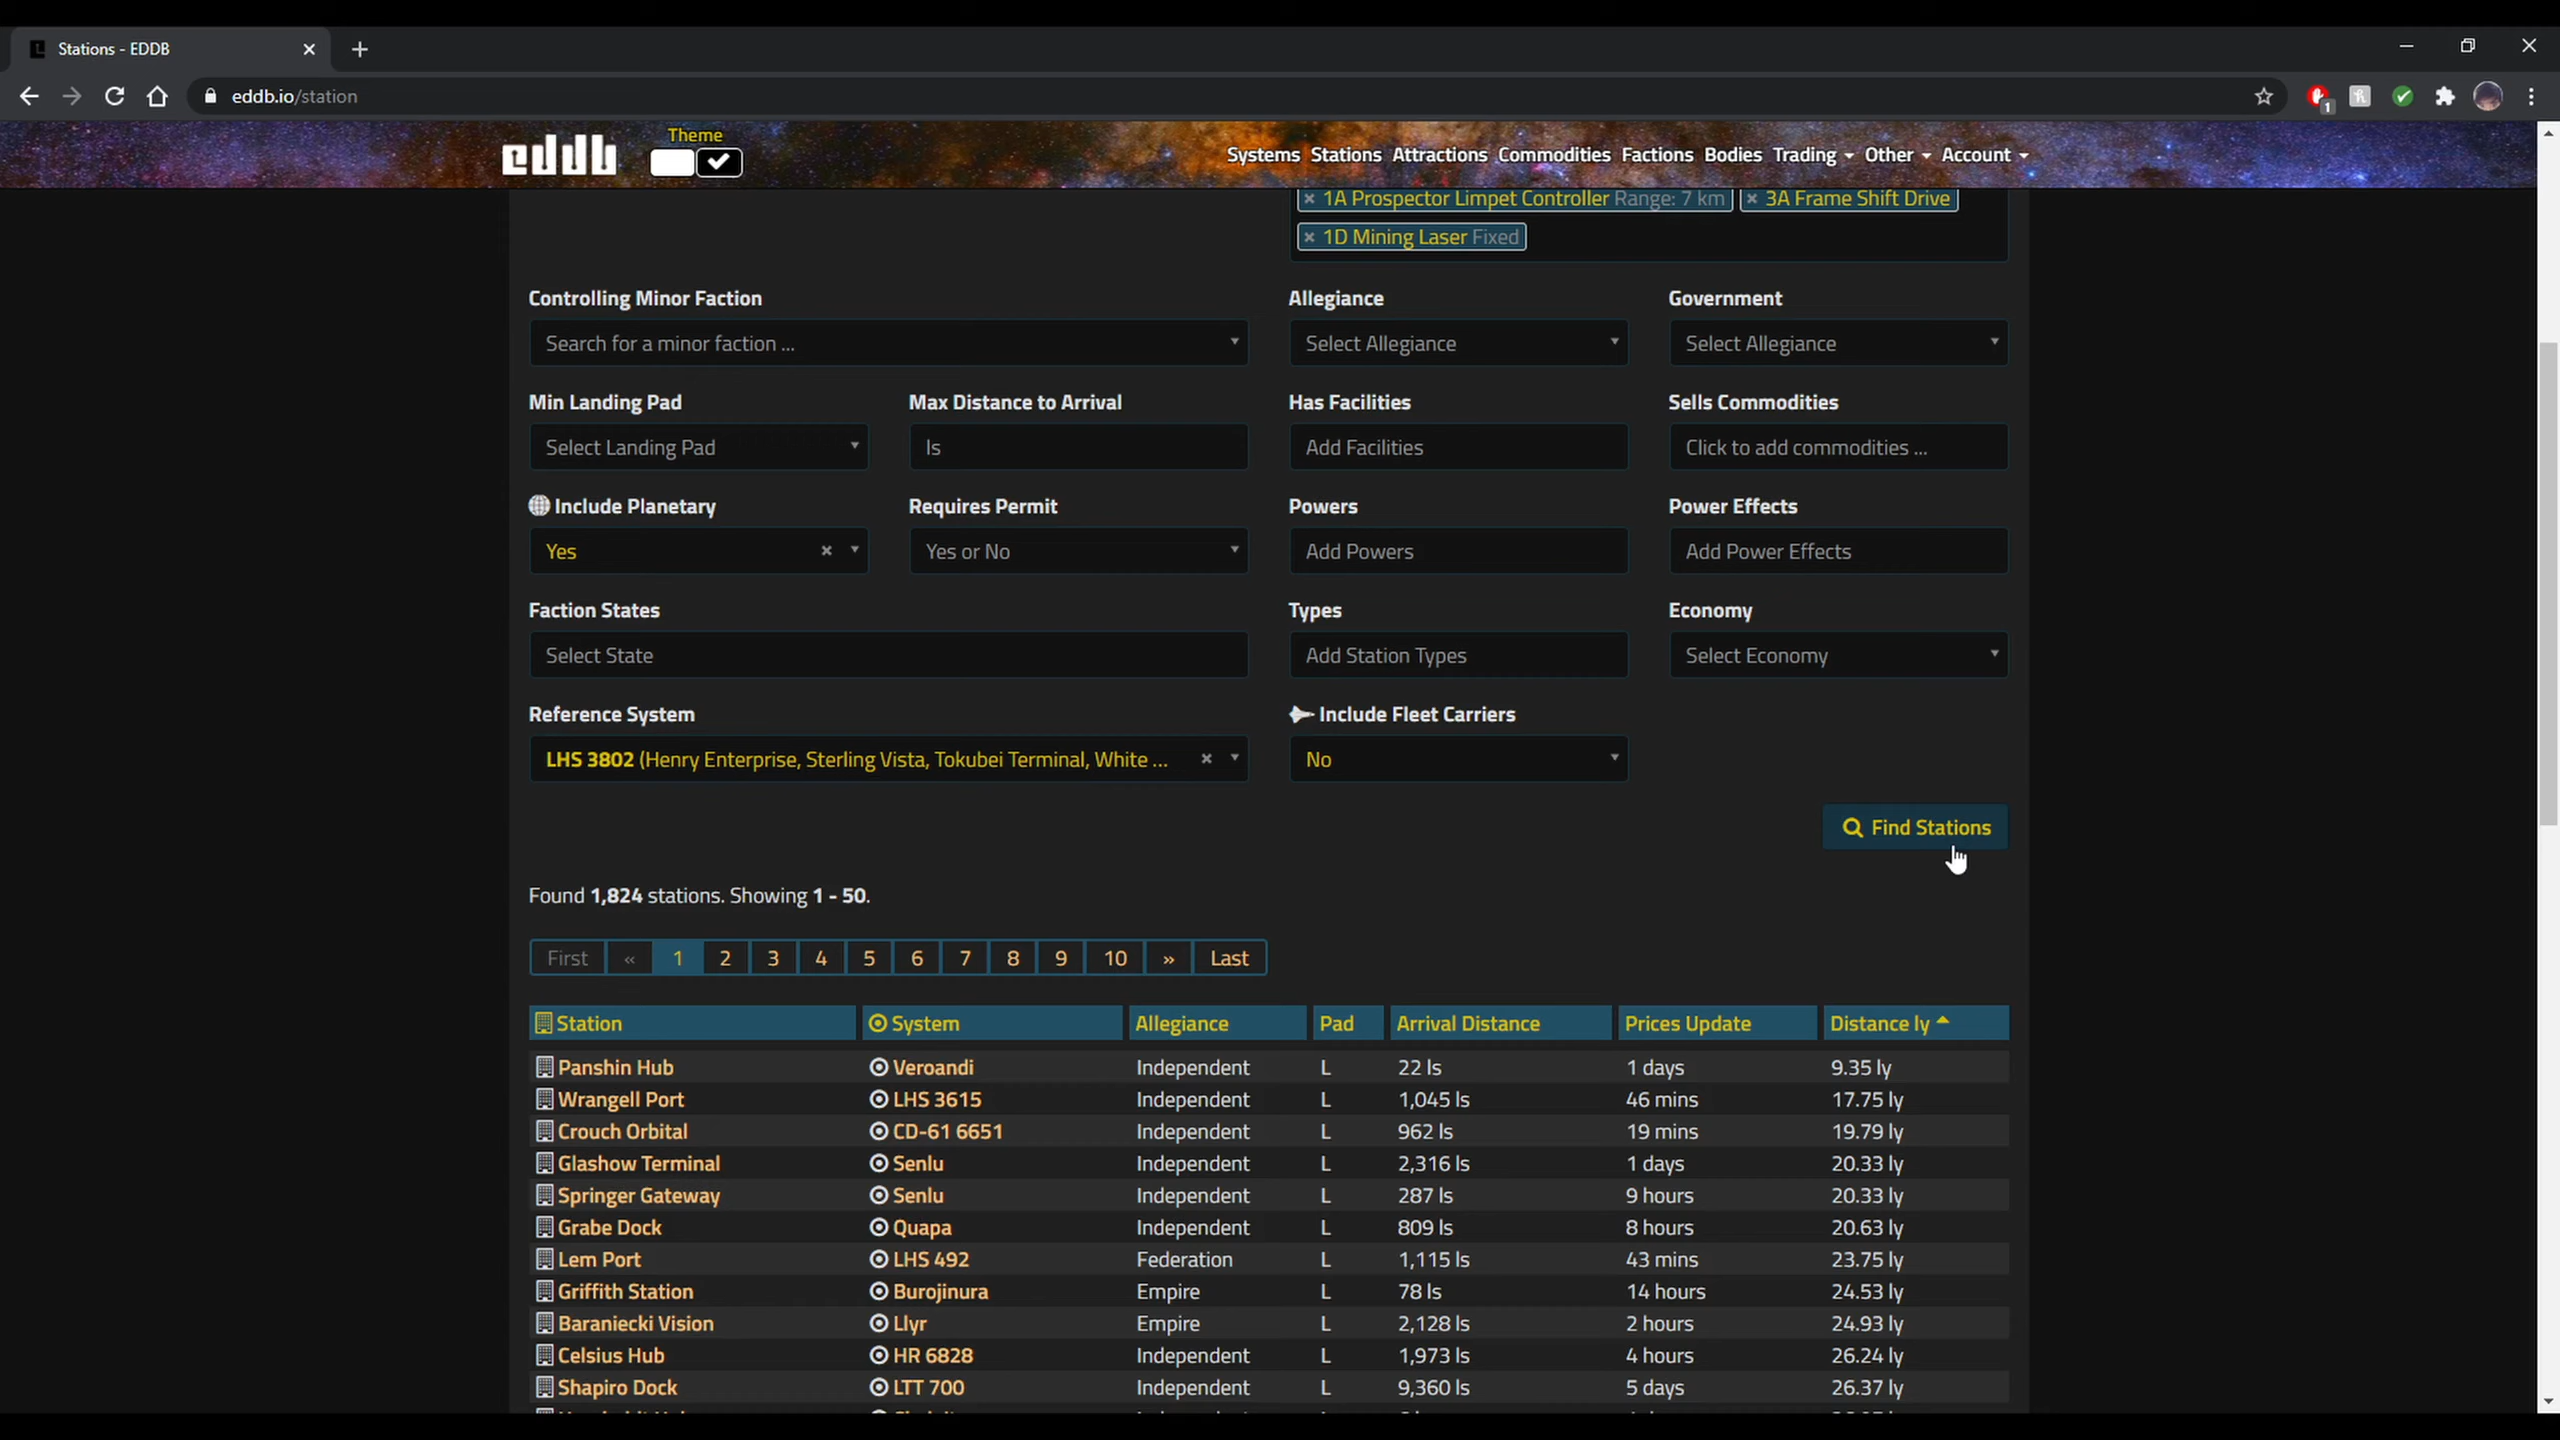 Stations - EDDB
eddb.io/station
1
eddb
Theme
Systems Stations Attractions Commodities Factions Bodies Trading Other Account
× 1A Prospector Limpet Controller Range: 7 km × 3A Frame Shift Drive
× 1D Mining Laser Fixed
Controlling Minor Faction Allegiance Government
Search for a minor faction ... Select Allegiance Select Allegiance
Min Landing Pad Max Distance to Arrival Has Facilities Sells Commodities
Select Landing Pad ls Add Facilities Click to add commodities ...
Include Planetary Requires Permit Powers Power Effects
Yes × Yes or No Add Powers Add Power Effects
Faction States Types Economy
Select State Add Station Types Select Economy
Reference System Include Fleet Carriers
LHS 3802 (Henry Enterprise, Sterling Vista, Tokubei Terminal, White ... × No
Find Stations
Found 1,824 stations. Showing 1 - 50.
First « 1 2 3 4 5 6 7 8 9 10 » Last
Station System Allegiance Pad Arrival Distance Prices Update Distance ly
Panshin Hub Veroandi Independent L 22 ls 1 days 9.35 ly
Wrangell Port LHS 3615 Independent L 1,045 ls 46 mins 17.75 ly
Crouch Orbital CD-61 6651 Independent L 962 ls 19 mins 19.79 ly
Glashow Terminal Senlu Independent L 2,316 ls 1 days 20.33 ly
Springer Gateway Senlu Independent L 287 ls 9 hours 20.33 ly
Grabe Dock Quapa Independent L 809 ls 8 hours 20.63 ly
Lem Port LHS 492 Federation L 1,115 ls 43 mins 23.75 ly
Griffith Station Burojinura Empire L 78 ls 14 hours 24.53 ly
Baraniecki Vision Llyr Empire L 2,128 ls 2 hours 24.93 ly
Celsius Hub HR 6828 Independent L 1,973 ls 4 hours 26.24 ly
Shapiro Dock LTT 700 Independent L 9,360 ls 5 days 26.37 ly